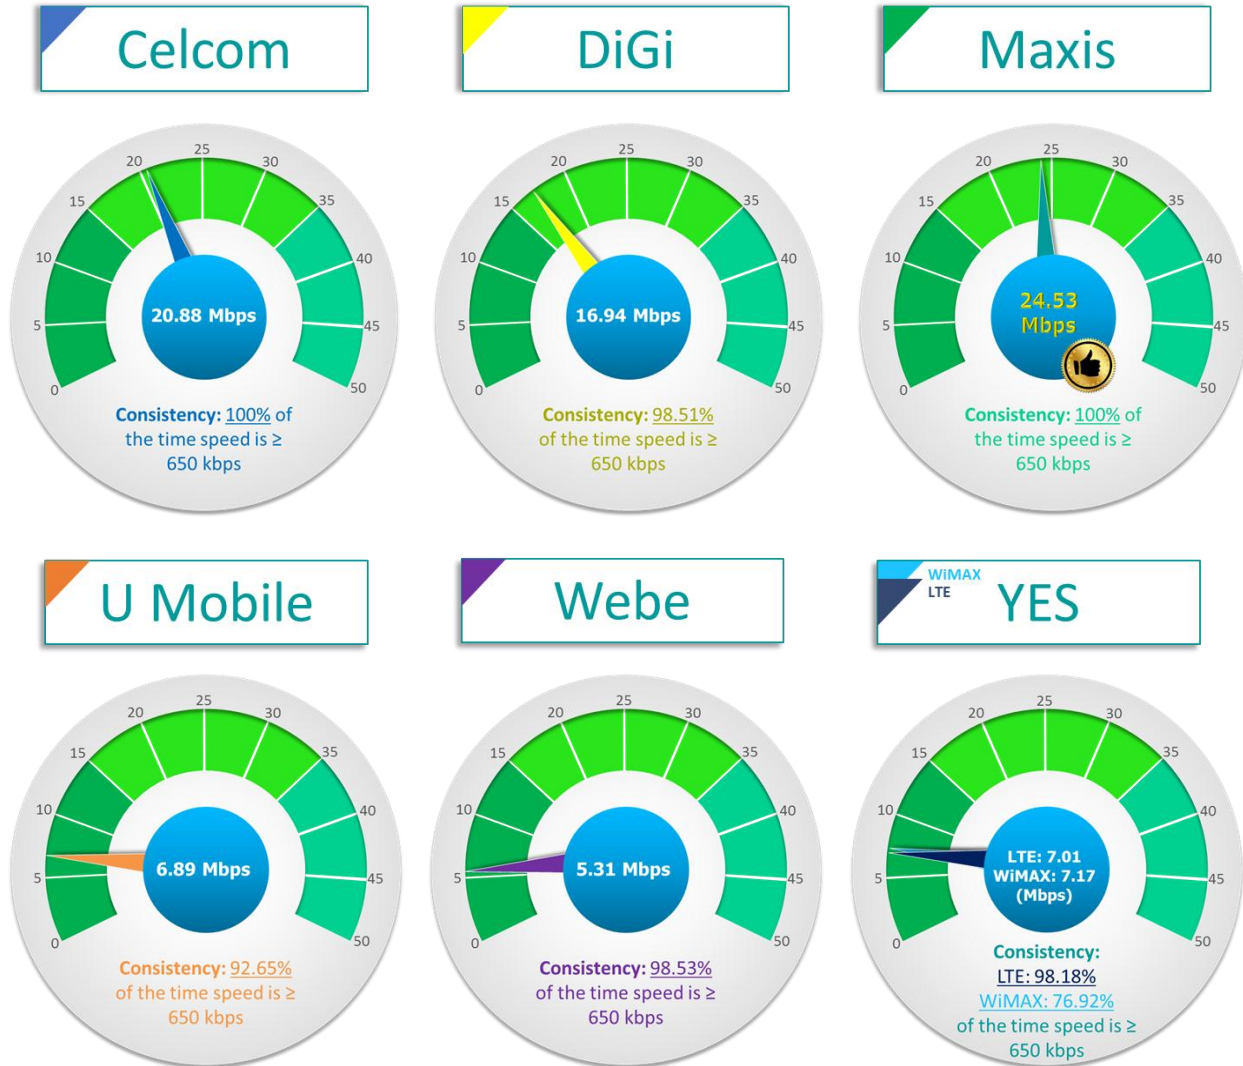 Celcom
DiGi
Maxis
0
5
10
15
20
25
30
35
40
45
50
20.88 Mbps
Consistency: 100% of
the time speed is ≥
650 kbps
0
5
10
15
20
25
30
35
40
45
50
16.94 Mbps
Consistency: 98.51%
of the time speed is ≥
650 kbps
0
5
10
15
20
25
30
35
40
45
50
24.53
Mbps
Consistency: 100% of
the time speed is ≥
650 kbps
U Mobile
Webe
WiMAX
LTE
YES
0
5
10
15
20
25
30
35
40
45
50
6.89 Mbps
Consistency: 92.65%
of the time speed is ≥
650 kbps
0
5
10
15
20
25
30
35
40
45
50
5.31 Mbps
Consistency: 98.53%
of the time speed is ≥
650 kbps
0
5
10
15
20
25
30
35
40
45
50
LTE: 7.01
WiMAX: 7.17
(Mbps)
Consistency:
LTE: 98.18%
WiMAX: 76.92%
of the time speed is ≥
650 kbps